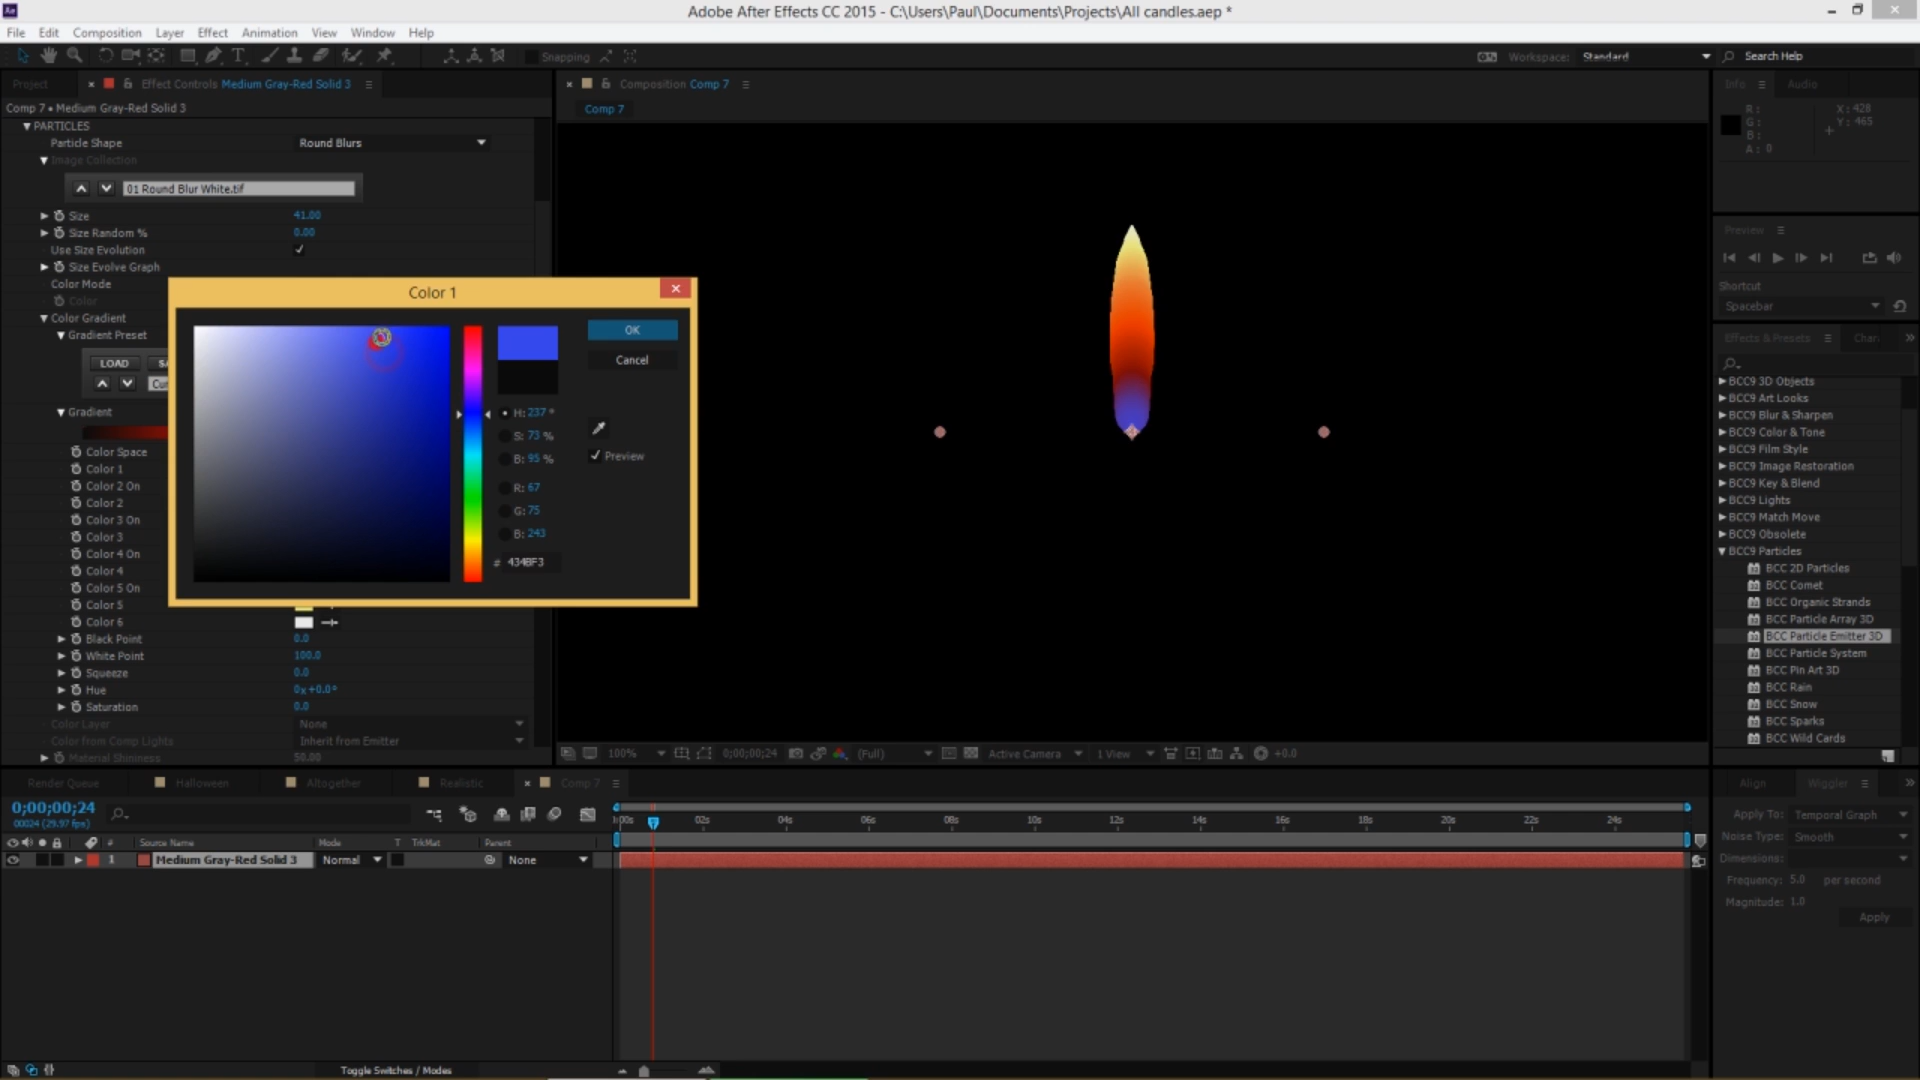 Adobe After Effects CC 2015 - C:\Users\Paul\Documents\Projects\All candles.aep *
File Edit Composition Layer Effect Animation View Window Help
Snapping
Workspace: Standard
Search Help
Project
Effect Controls Medium Gray-Red Solid 3
Composition Comp 7
Info Audio
Comp 7 • Medium Gray-Red Solid 3
Comp 7
R:
G:
B:
A: 0
X: 428
Y: 465
PARTICLES
Particle Shape Round Blurs
Image Collection
01 Round Blur White.tif
Size 41.00
Size Random % 0.00
Use Size Evolution
Size Evolve Graph
Color Mode
Color
Color Gradient
Gradient Preset
LOAD
Gradient
Color Space
Color 1
Color 2 On
Color 2
Color 3 On
Color 3
Color 4 On
Color 4
Color 5 On
Color 5
Color 6
Black Point 0.0
White Point 100.0
Squeeze 0.0
Hue 0x+0.0°
Saturation 0.0
Color Layer None
Color from Comp Lights Inherit from Emitter
Material Shininess 50.00
Color 1
OK
Cancel
H: 237 °
S: 73 %
B: 95 %
Preview
R: 67
G: 75
B: 243
# 434BF3
100% 0;00;00;24 (Full) Active Camera 1 View +0.0
Preview
Shortcut
Spacebar
Effects & Presets
BCC9 3D Objects
BCC9 Art Looks
BCC9 Blur & Sharpen
BCC9 Color & Tone
BCC9 Film Style
BCC9 Image Restoration
BCC9 Key & Blend
BCC9 Lights
BCC9 Match Move
BCC9 Obsolete
BCC9 Particles
BCC 2D Particles
BCC Comet
BCC Organic Strands
BCC Particle Array 3D
BCC Particle Emitter 3D
BCC Particle System
BCC Pin Art 3D
BCC Rain
BCC Snow
BCC Sparks
BCC Wild Cards
Render Queue Halloween Altogether Realistic Comp 7
0;00;00;24
00024 (29.97 fps)
# Source Name Mode T TrkMat Parent
1 Medium Gray-Red Solid 3 Normal None
02s 04s 06s 08s 10s 12s 14s 16s 18s 20s 22s 24s
Toggle Switches / Modes
Align Wiggler
Apply To: Temporal Graph
Noise Type: Smooth
Dimensions:
Frequency: 5.0 per second
Magnitude: 1.0
Apply